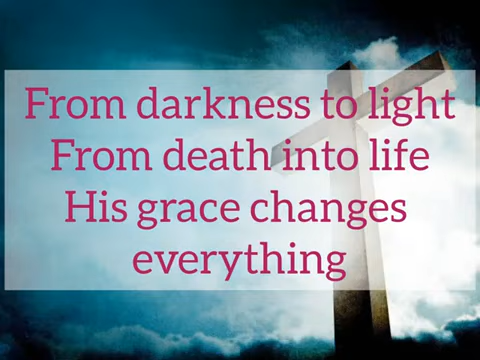 From darkness to light
From death into life
His grace changes
everything